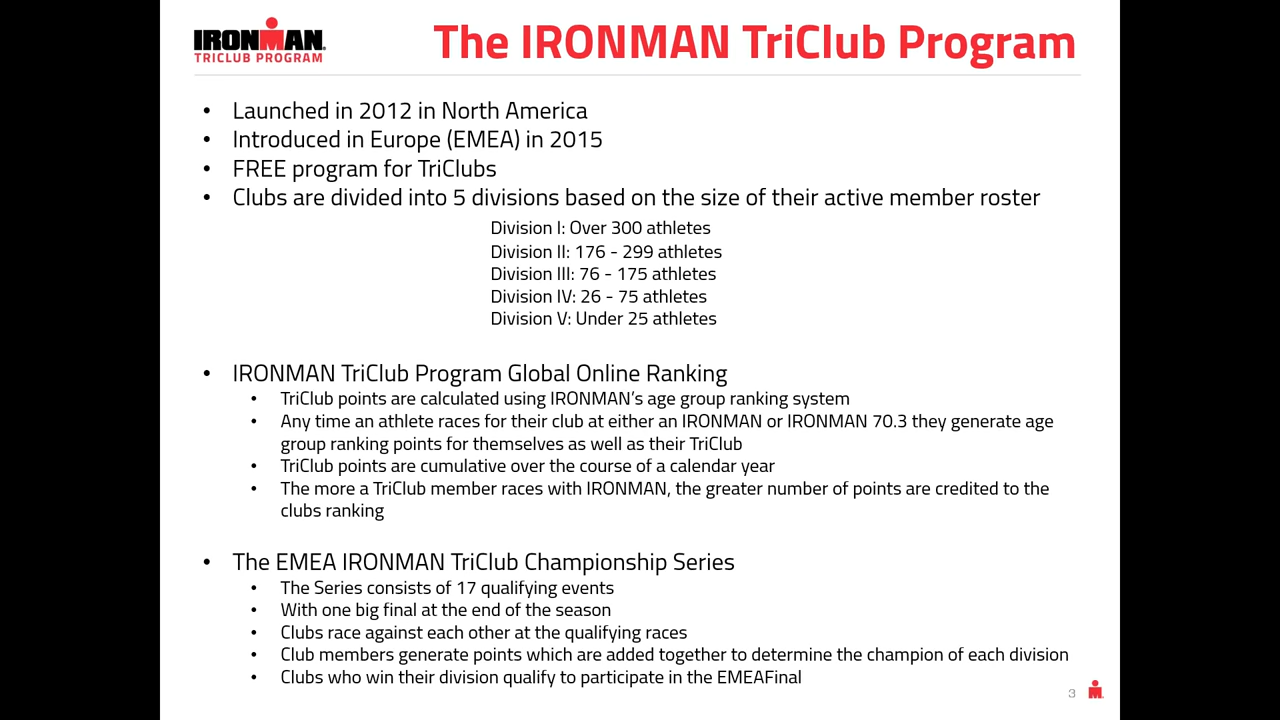 IRONMAN®
TRICLUB PROGRAM
The IRONMAN TriClub Program
• Launched in 2012 in North America
• Introduced in Europe (EMEA) in 2015
• FREE program for TriClubs
• Clubs are divided into 5 divisions based on the size of their active member roster
Division I: Over 300 athletes
Division II: 176 - 299 athletes
Division III: 76 - 175 athletes
Division IV: 26 - 75 athletes
Division V: Under 25 athletes
• IRONMAN TriClub Program Global Online Ranking
• TriClub points are calculated using IRONMAN’s age group ranking system
• Any time an athlete races for their club at either an IRONMAN or IRONMAN 70.3 they generate age
group ranking points for themselves as well as their TriClub
• TriClub points are cumulative over the course of a calendar year
• The more a TriClub member races with IRONMAN, the greater number of points are credited to the
clubs ranking
• The EMEA IRONMAN TriClub Championship Series
• The Series consists of 17 qualifying events
• With one big final at the end of the season
• Clubs race against each other at the qualifying races
• Club members generate points which are added together to determine the champion of each division
• Clubs who win their division qualify to participate in the EMEAFinal
3